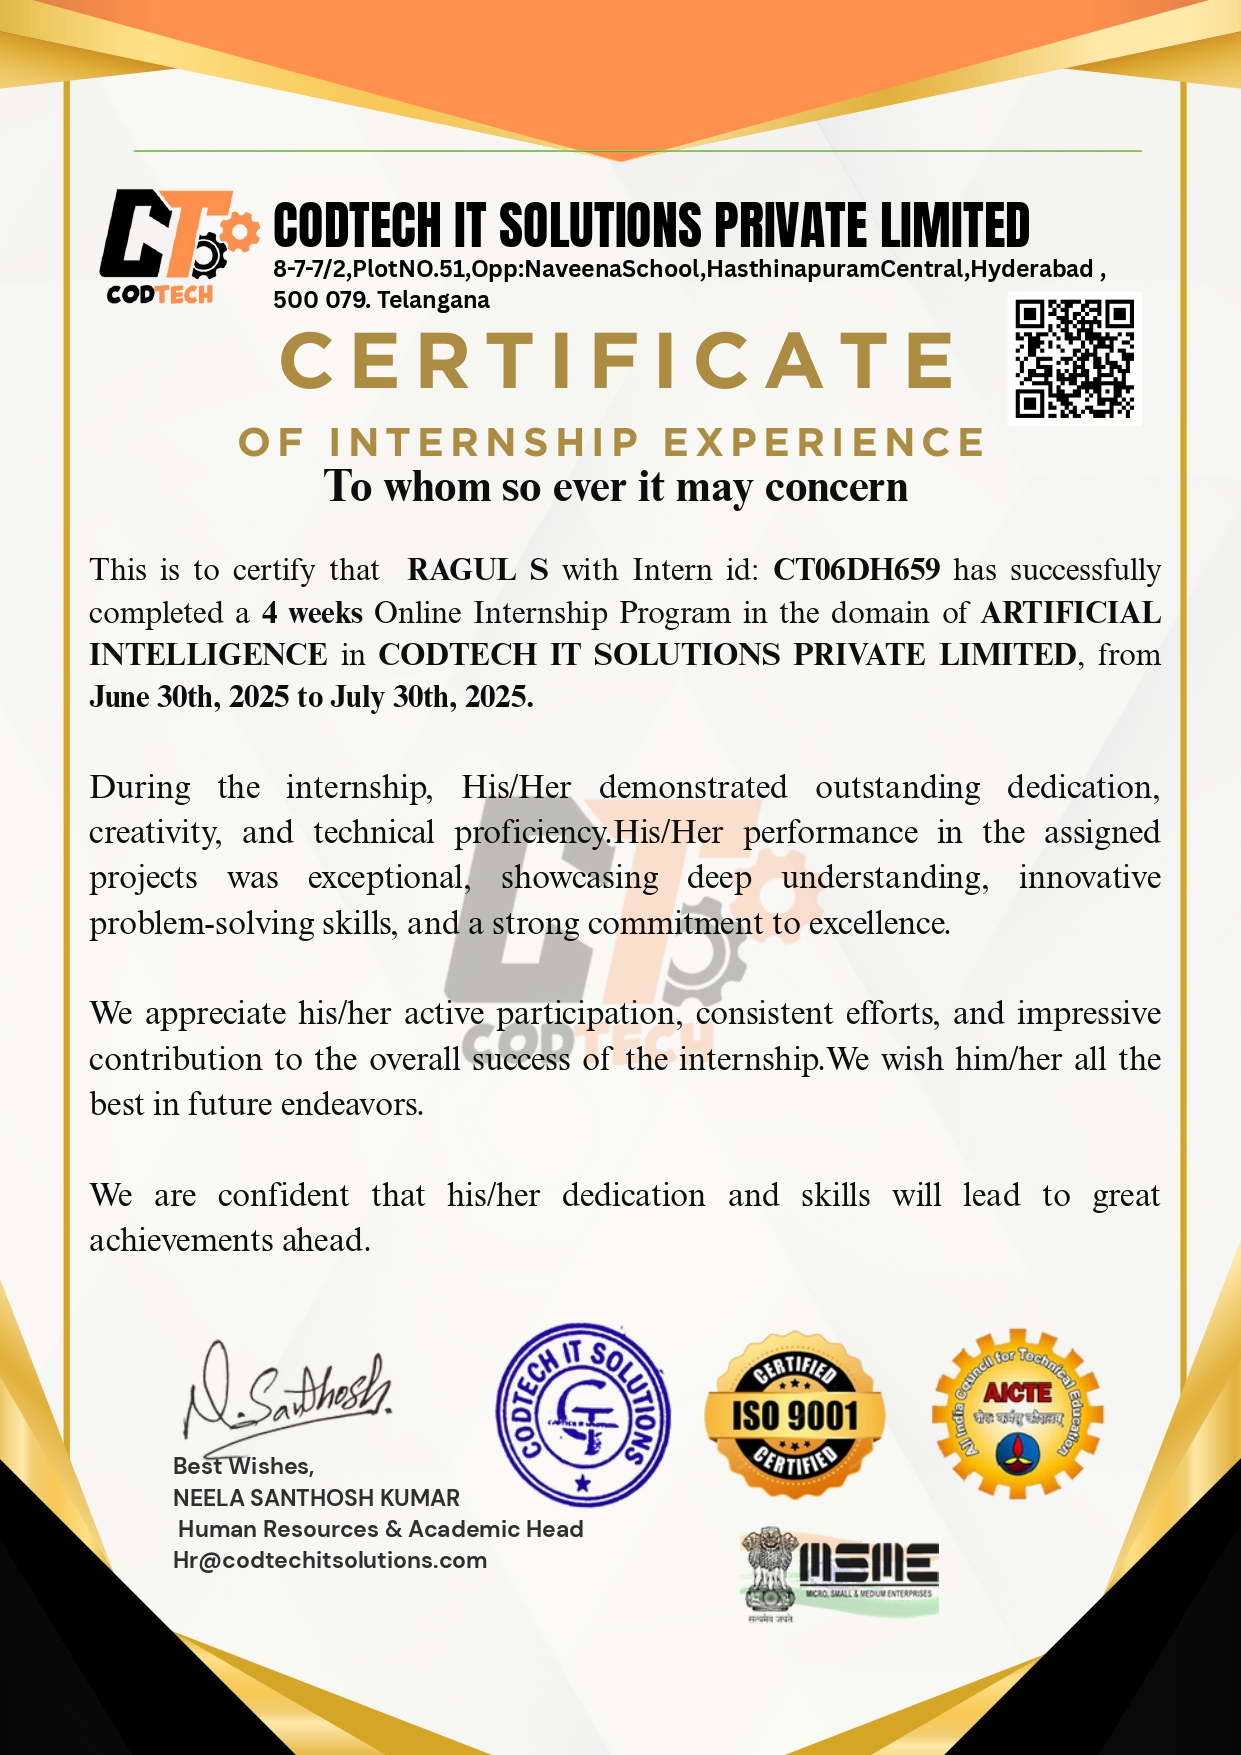 CT
CODTECH
CODTECH IT SOLUTIONS PRIVATE LIMITED
8-7-7/2,PlotNO.51,Opp:NaveenaSchool,HasthinapuramCentral,Hyderabad ,
500 079. Telangana
CERTIFICATE
OF INTERNSHIP EXPERIENCE
To whom so ever it may concern
This is to certify that RAGUL S with Intern id: CT06DH659 has successfully
completed a 4 weeks Online Internship Program in the domain of ARTIFICIAL
INTELLIGENCE in CODTECH IT SOLUTIONS PRIVATE LIMITED, from
June 30th, 2025 to July 30th, 2025.
During the internship, His/Her demonstrated outstanding dedication,
creativity, and technical proficiency.His/Her performance in the assigned
projects was exceptional, showcasing deep understanding, innovative
problem-solving skills, and a strong commitment to excellence.
CT
CODTECH
We appreciate his/her active participation, consistent efforts, and impressive
contribution to the overall success of the internship.We wish him/her all the
best in future endeavors.
We are confident that his/her dedication and skills will lead to great
achievements ahead.
N.Santhosh.
Best Wishes,
NEELA SANTHOSH KUMAR
Human Resources & Academic Head
Hr@codtechitsolutions.com
CODTECH IT SOLUTIONS
CERTIFIED
ISO 9001
CERTIFIED
All India Council for Technical Education
AICTE
योगः कर्मसु कौशलम्
MSME
MICRO, SMALL & MEDIUM ENTERPRISES
सत्यमेव जयते